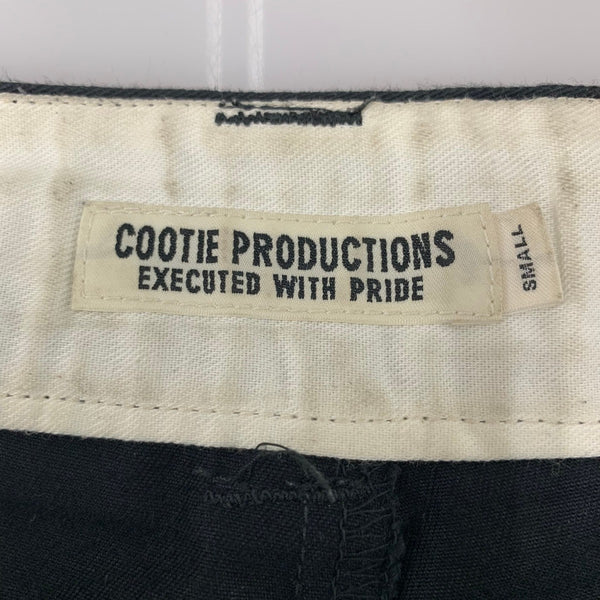 COOTIE PRODUCTIONS
EXECUTED WITH PRIDE
SMALL